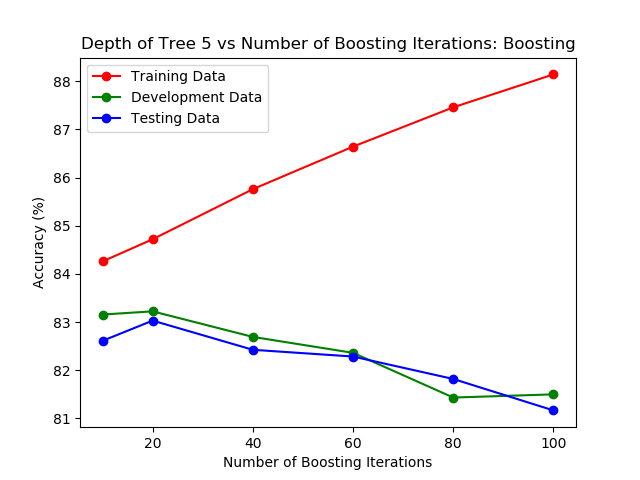 Depth of Tree 5 vs Number of Boosting Iterations: Boosting
Training Data
Development Data
Testing Data
88
87
86
85
84
83
82
81
Accuracy (%)
20 40 60 80 100
Number of Boosting Iterations